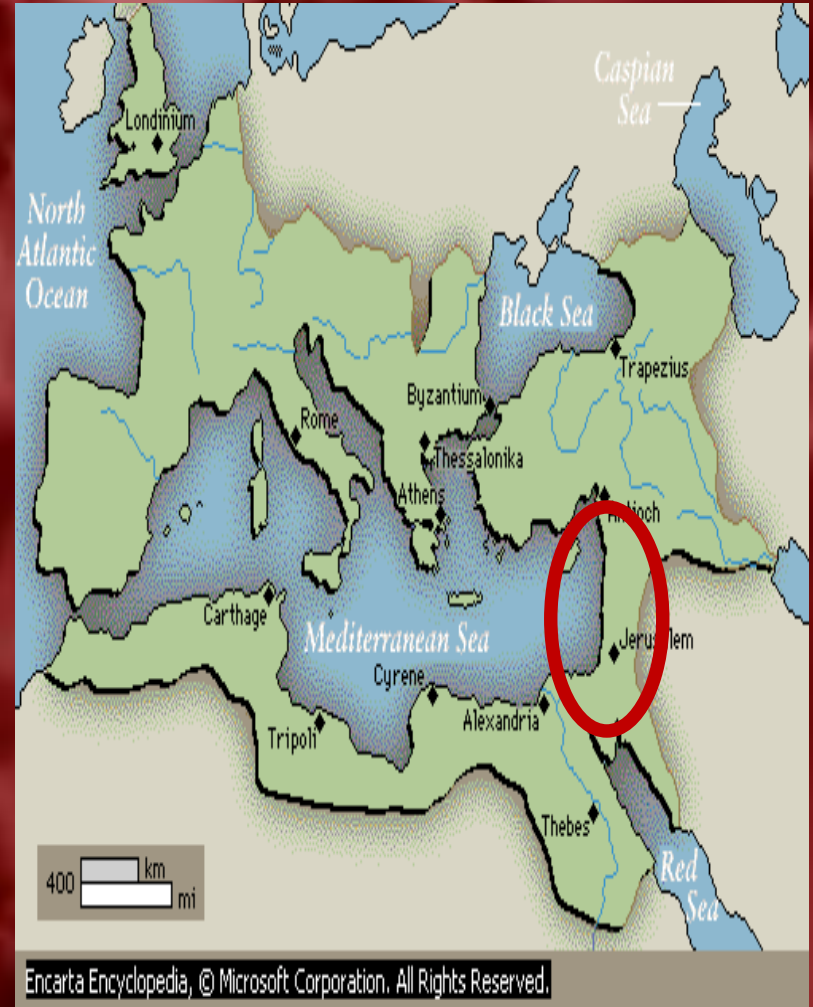 Caspian
Sea
Londinium
North
Atlantic
Ocean
Black Sea
Trapezius
Byzantium
Rome
Thessalonika
Athens
Antioch
Carthage
Mediterranean Sea
Jerusalem
Cyrene
Alexandria
Tripoli
Thebes
400 km
mi
Red
Sea
Encarta Encyclopedia, © Microsoft Corporation. All Rights Reserved.